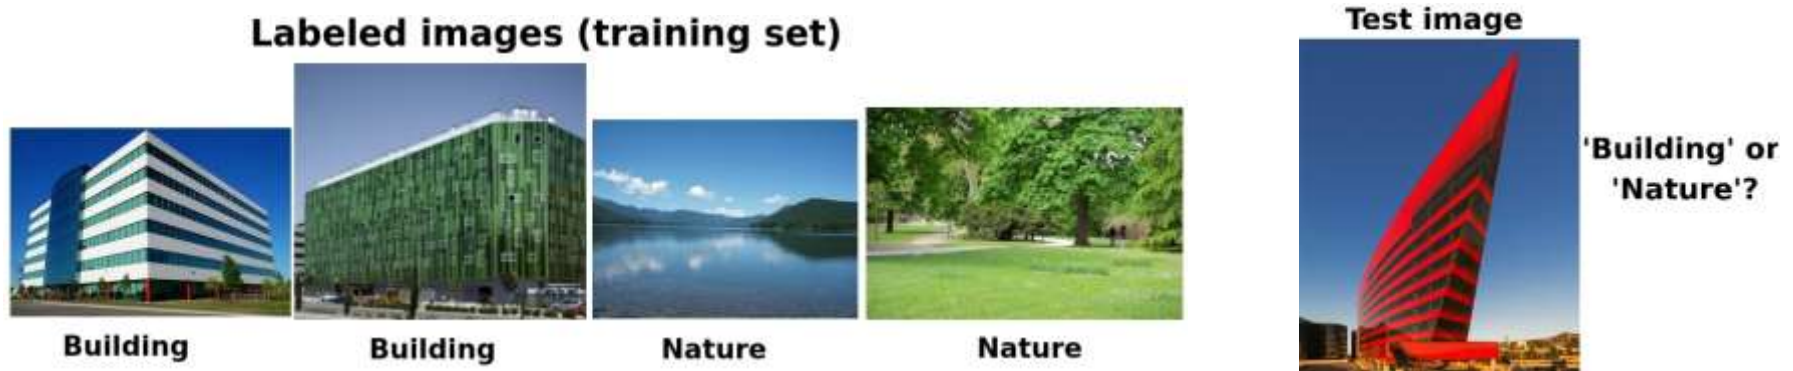 Labeled images (training set)
Building
Building
Nature
Nature
Test image
'Building' or
'Nature'?